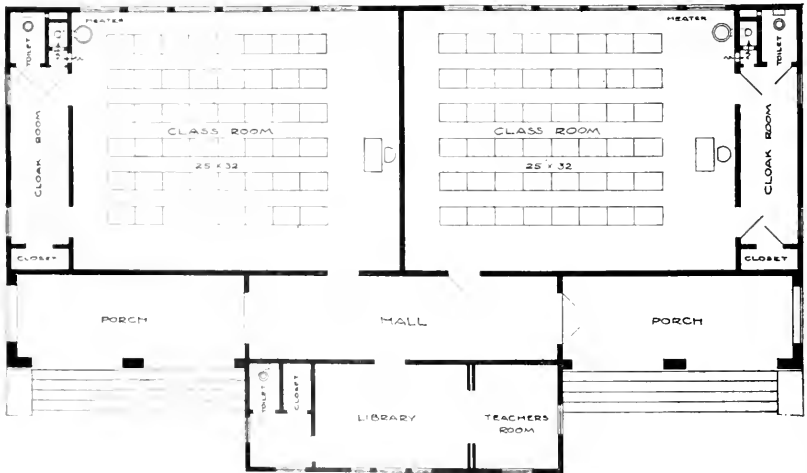 HEATER
HEATER
TOILET
TOILET
CLASS ROOM
CLASS ROOM
25 x 32
25 x 32
CLOAK ROOM
CLOAK ROOM
CLOSET
CLOSET
PORCH
HALL
PORCH
TOILET
CLOSET
LIBRARY
TEACHERS
ROOM